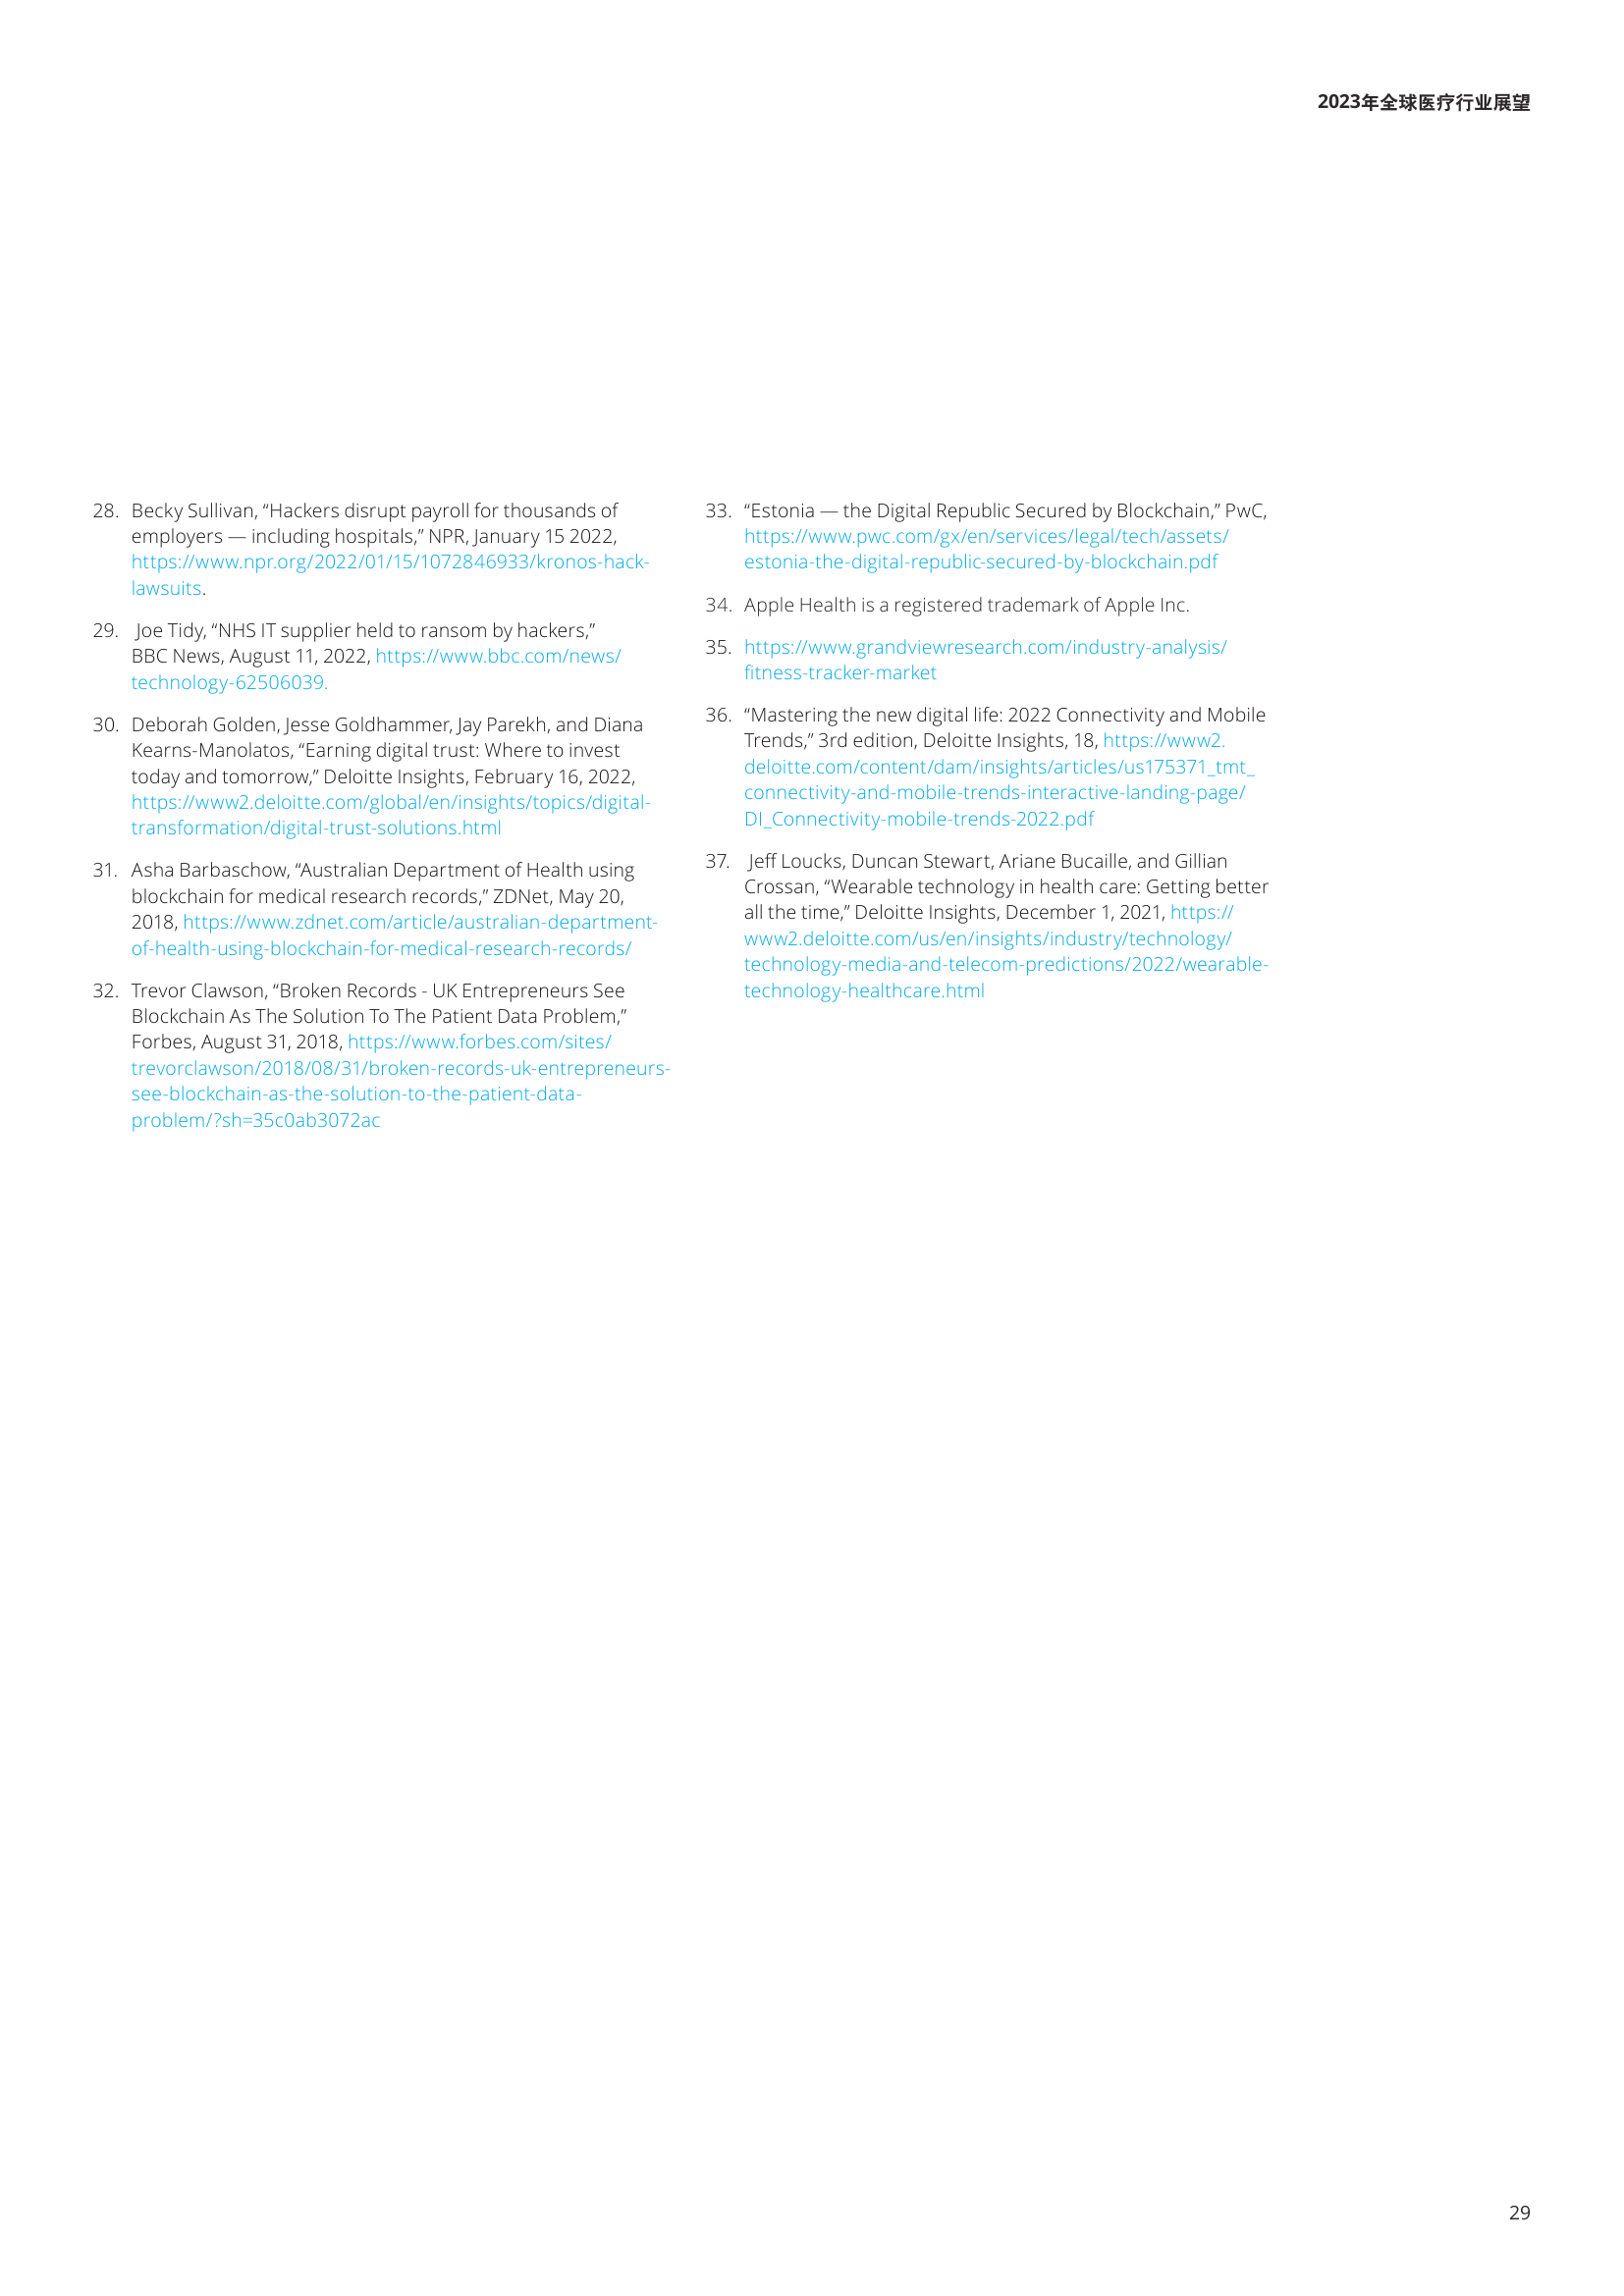 2023年全球医疗行业展望
28. Becky Sullivan, “Hackers disrupt payroll for thousands of
employers — including hospitals,” NPR, January 15 2022,
https://www.npr.org/2022/01/15/1072846933/kronos-hack-
lawsuits.
29. Joe Tidy, “NHS IT supplier held to ransom by hackers,”
BBC News, August 11, 2022, https://www.bbc.com/news/
technology-62506039.
30. Deborah Golden, Jesse Goldhammer, Jay Parekh, and Diana
Kearns-Manolatos, “Earning digital trust: Where to invest
today and tomorrow,” Deloitte Insights, February 16, 2022,
https://www2.deloitte.com/global/en/insights/topics/digital-
transformation/digital-trust-solutions.html
31. Asha Barbaschow, “Australian Department of Health using
blockchain for medical research records,” ZDNet, May 20,
2018, https://www.zdnet.com/article/australian-department-
of-health-using-blockchain-for-medical-research-records/
32. Trevor Clawson, “Broken Records - UK Entrepreneurs See
Blockchain As The Solution To The Patient Data Problem,”
Forbes, August 31, 2018, https://www.forbes.com/sites/
trevorclawson/2018/08/31/broken-records-uk-entrepreneurs-
see-blockchain-as-the-solution-to-the-patient-data-
problem/?sh=35c0ab3072ac
33. “Estonia — the Digital Republic Secured by Blockchain,” PwC,
https://www.pwc.com/gx/en/services/legal/tech/assets/
estonia-the-digital-republic-secured-by-blockchain.pdf
34. Apple Health is a registered trademark of Apple Inc.
35. https://www.grandviewresearch.com/industry-analysis/
fitness-tracker-market
36. “Mastering the new digital life: 2022 Connectivity and Mobile
Trends,” 3rd edition, Deloitte Insights, 18, https://www2.
deloitte.com/content/dam/insights/articles/us175371_tmt_
connectivity-and-mobile-trends-interactive-landing-page/
DI_Connectivity-mobile-trends-2022.pdf
37. Jeff Loucks, Duncan Stewart, Ariane Bucaille, and Gillian
Crossan, “Wearable technology in health care: Getting better
all the time,” Deloitte Insights, December 1, 2021, https://
www2.deloitte.com/us/en/insights/industry/technology/
technology-media-and-telecom-predictions/2022/wearable-
technology-healthcare.html
29